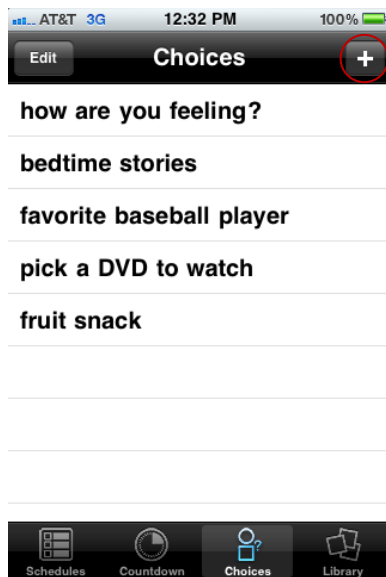 AT&T 3G 12:32 PM 100%
Edit Choices +
how are you feeling?
bedtime stories
favorite baseball player
pick a DVD to watch
fruit snack
?
Schedules Countdown Choices Library